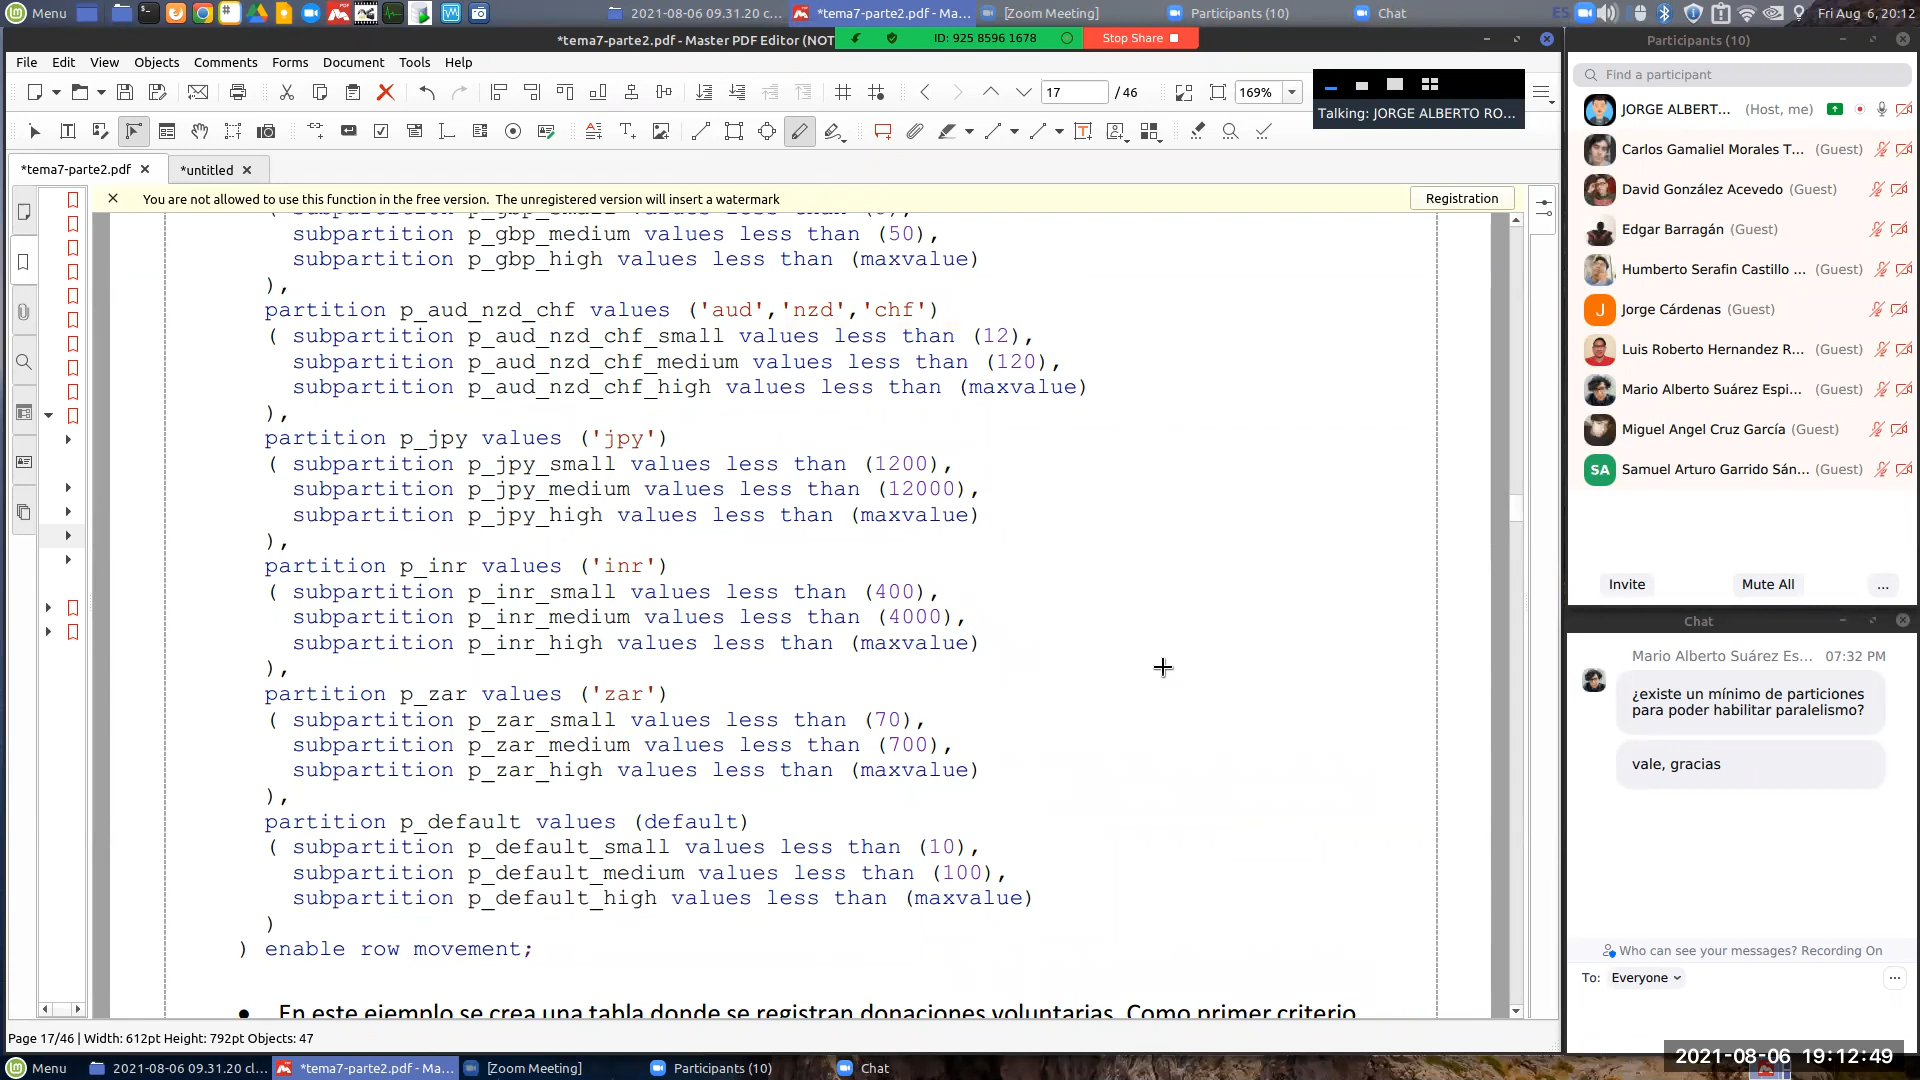 Menu
2021-08-06 09.31.20 c...
*tema7-parte2.pdf - Ma...
[Zoom Meeting]
Participants (10)
Chat
ES
Fri Aug 6, 20:12
*tema7-parte2.pdf - Master PDF Editor (NOT
ID: 925 8596 1678
Stop Share
File Edit View Objects Comments Forms Document Tools Help
17 / 46
169%
Talking: JORGE ALBERTO RO...
*tema7-parte2.pdf
*untitled
You are not allowed to use this function in the free version. The unregistered version will insert a watermark
Registration
subpartition p_gbp_medium values less than (50),
subpartition p_gbp_high values less than (maxvalue)
),
partition p_aud_nzd_chf values ('aud','nzd','chf')
( subpartition p_aud_nzd_chf_small values less than (12),
subpartition p_aud_nzd_chf_medium values less than (120),
subpartition p_aud_nzd_chf_high values less than (maxvalue)
),
partition p_jpy values ('jpy')
( subpartition p_jpy_small values less than (1200),
subpartition p_jpy_medium values less than (12000),
subpartition p_jpy_high values less than (maxvalue)
),
partition p_inr values ('inr')
( subpartition p_inr_small values less than (400),
subpartition p_inr_medium values less than (4000),
subpartition p_inr_high values less than (maxvalue)
),
partition p_zar values ('zar')
( subpartition p_zar_small values less than (70),
subpartition p_zar_medium values less than (700),
subpartition p_zar_high values less than (maxvalue)
),
partition p_default values (default)
( subpartition p_default_small values less than (10),
subpartition p_default_medium values less than (100),
subpartition p_default_high values less than (maxvalue)
)
) enable row movement;
• En este ejemplo se crea una tabla donde se registran donaciones voluntarias. Como primer criterio
Page 17/46 | Width: 612pt Height: 792pt Objects: 47
Participants (10)
Find a participant
JORGE ALBERT... (Host, me)
Carlos Gamaliel Morales T... (Guest)
David González Acevedo (Guest)
Edgar Barragán (Guest)
Humberto Serafin Castillo ... (Guest)
J Jorge Cárdenas (Guest)
Luis Roberto Hernandez R... (Guest)
Mario Alberto Suárez Espi... (Guest)
Miguel Angel Cruz García (Guest)
SA Samuel Arturo Garrido Sán... (Guest)
Invite
Mute All
...
Chat
Mario Alberto Suárez Es... 07:32 PM
¿existe un mínimo de particiones
para poder habilitar paralelismo?
vale, gracias
Who can see your messages? Recording On
To: Everyone
2021-08-06 19:12:49
Menu
2021-08-06 09.31.20 cl...
*tema7-parte2.pdf - Ma...
[Zoom Meeting]
Participants (10)
Chat